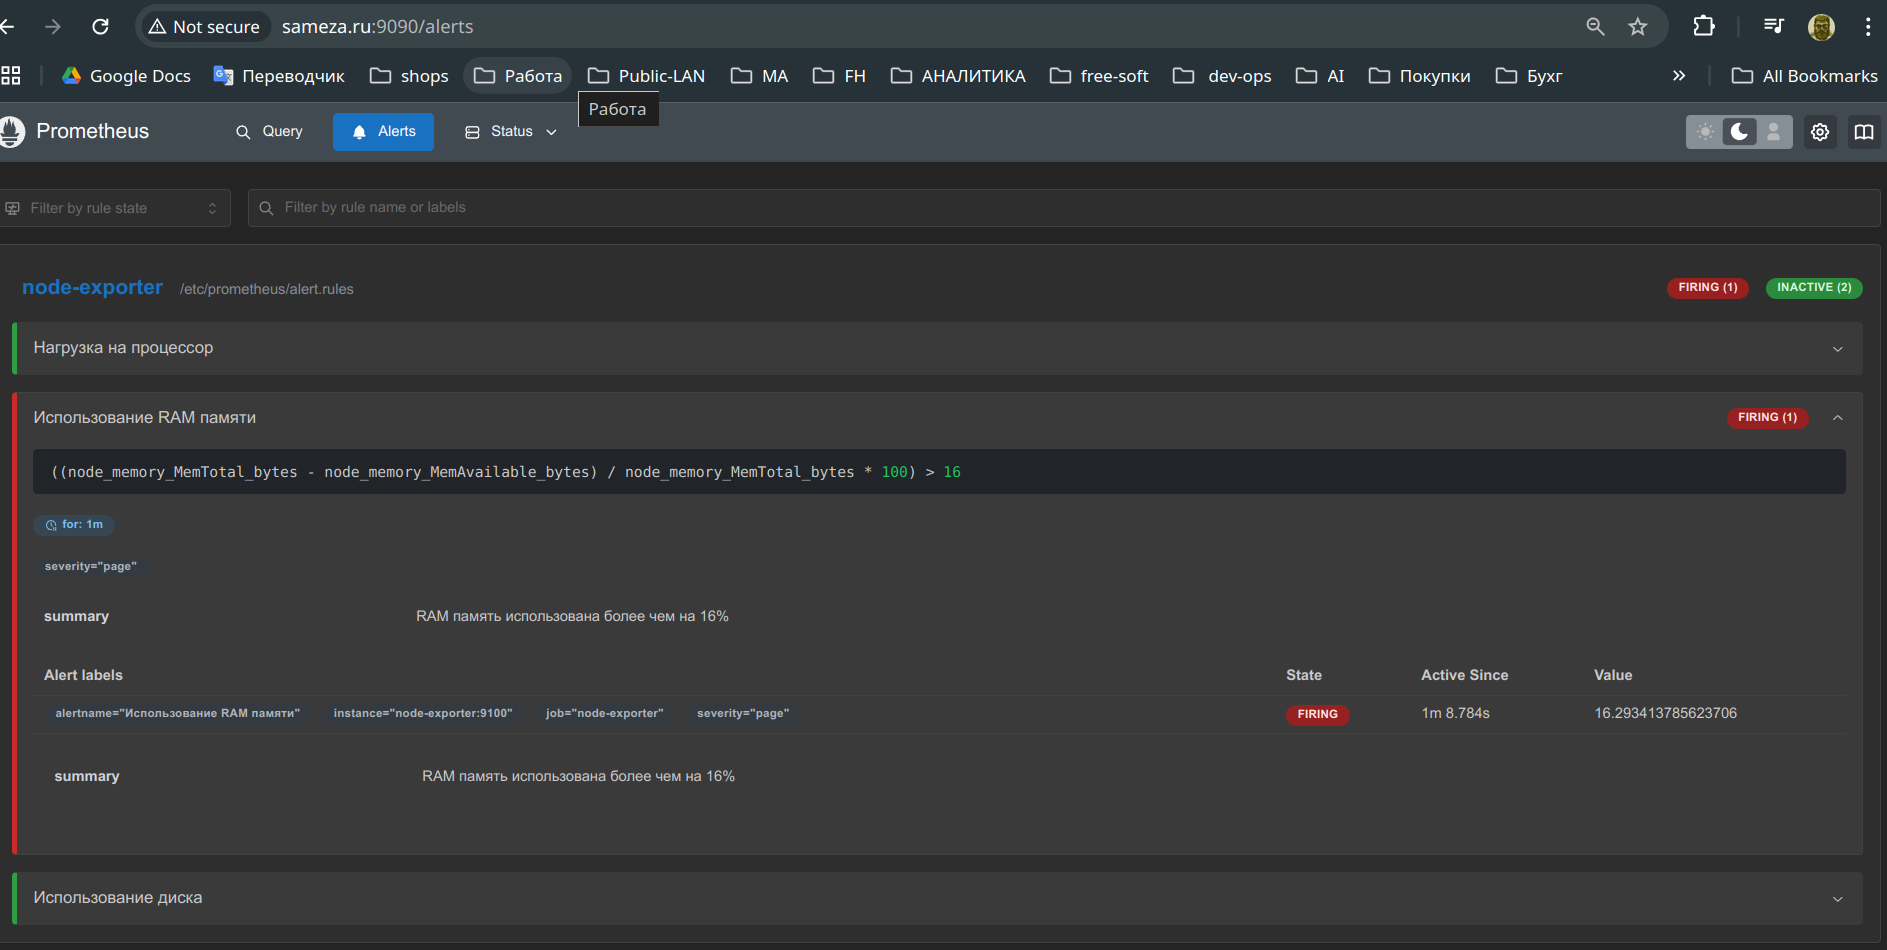 Not secure sameza.ru:9090/alerts
Google Docs Переводчик shops Работа Public-LAN MA FH АНАЛИТИКА free-soft dev-ops AI Покупки Бухг » All Bookmarks
Работа
Prometheus Query Alerts Status
Filter by rule state Filter by rule name or labels
node-exporter /etc/prometheus/alert.rules FIRING (1) INACTIVE (2)
Нагрузка на процессор
Использование RAM памяти FIRING (1)
((node_memory_MemTotal_bytes - node_memory_MemAvailable_bytes) / node_memory_MemTotal_bytes * 100) > 16
for: 1m
severity="page"
summary RAM память использована более чем на 16%
Alert labels State Active Since Value
alertname="Использование RAM памяти" instance="node-exporter:9100" job="node-exporter" severity="page" FIRING 1m 8.784s 16.293413785623706
summary RAM память использована более чем на 16%
Использование диска